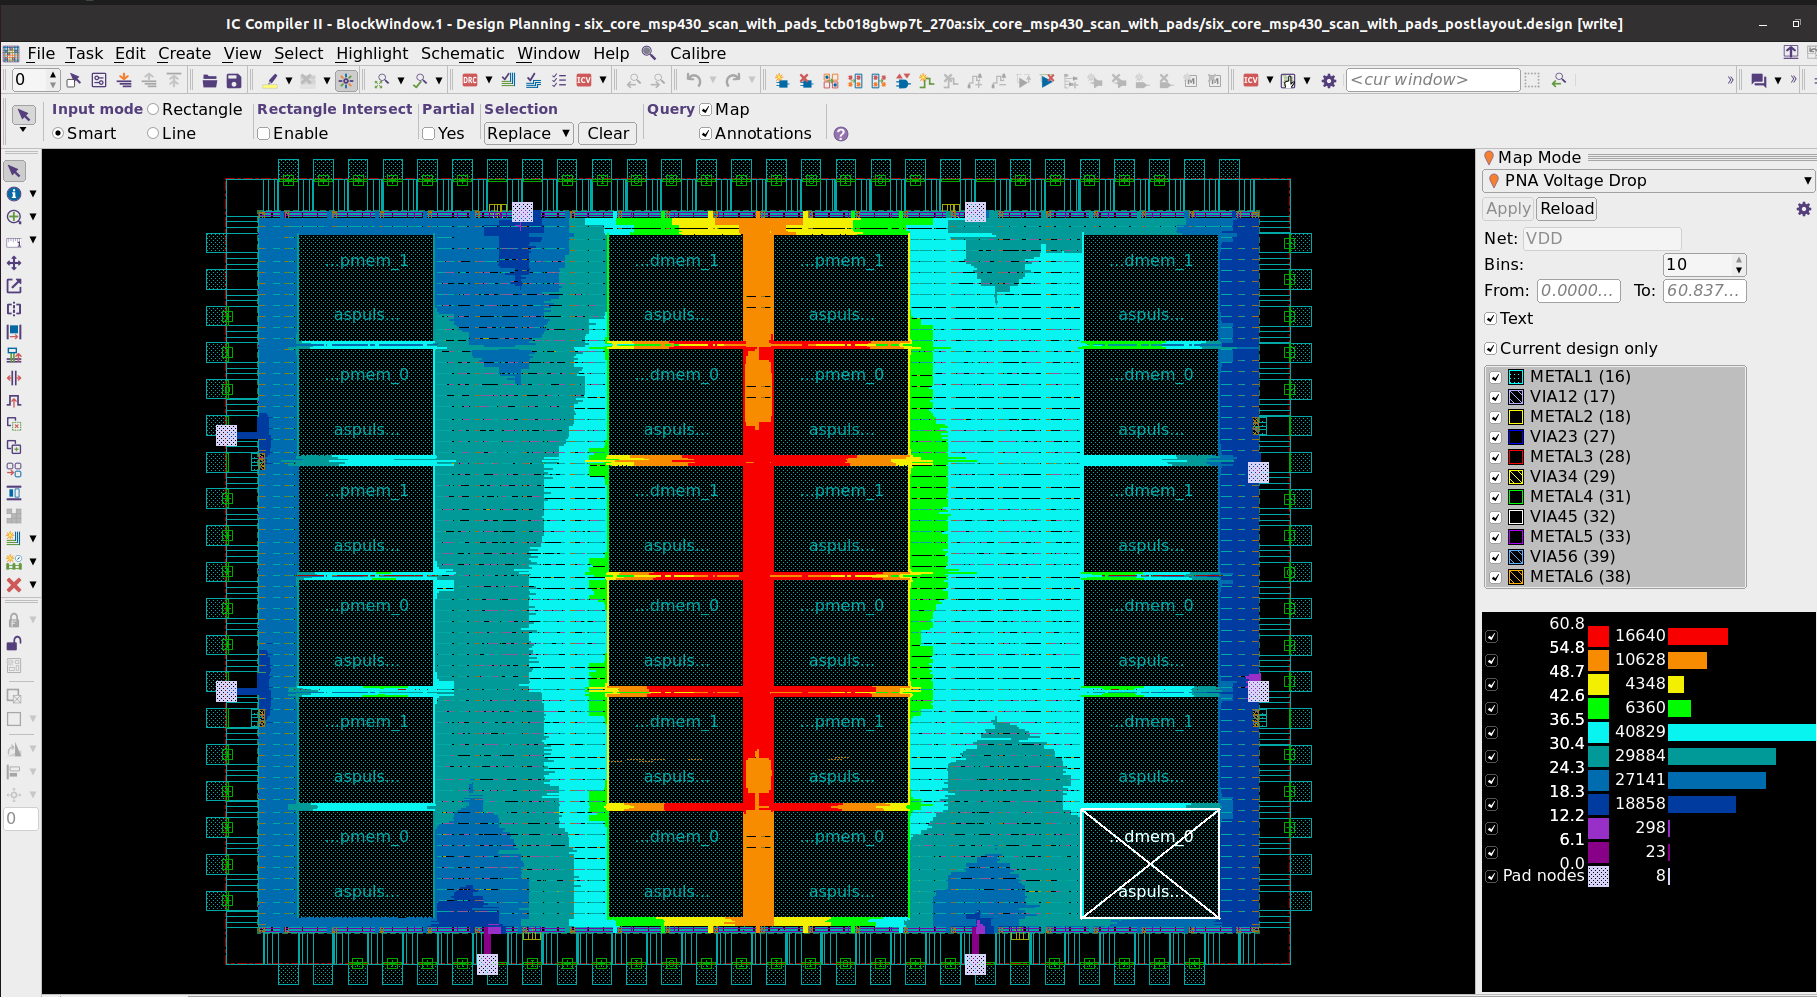 IC Compiler II - BlockWindow.1 - Design Planning - six_core_msp430_scan_with_pads_tcb018gbwp7t_270a:six_core_msp430_scan_with_pads/six_core_msp430_scan_with_pads_postlayout.design [write]
File Task Edit Create View Select Highlight Schematic Window Help Calibre
0 DRC ICV ICV <cur window> »
Input mode Rectangle Rectangle Intersect Partial Selection Query Map
Smart Line Enable Yes Replace Clear Annotations
Map Mode
PNA Voltage Drop
Apply Reload
Net: VDD
Bins: 10
From: 0.0000... To: 60.837...
Text
Current design only
METAL1 (16)
VIA12 (17)
METAL2 (18)
VIA23 (27)
METAL3 (28)
VIA34 (29)
METAL4 (31)
VIA45 (32)
METAL5 (33)
VIA56 (39)
METAL6 (38)
60.8
16640
54.8
10628
48.7
4348
42.6
6360
36.5
40829
30.4
29884
24.3
27141
18.3
18858
12.2
298
6.1
23
0.0
Pad nodes 8
...pmem_1 ...dmem_1 ...pmem_1 ...dmem_1
aspuls... aspuls... aspuls... aspuls...
...pmem_0 ...dmem_0 ...pmem_0 ...dmem_0
aspuls... aspuls... aspuls... aspuls...
...pmem_1 ...dmem_1 ...pmem_1 ...dmem_1
aspuls... aspuls... aspuls... aspuls...
...pmem_0 ...dmem_0 ...pmem_0 ...dmem_0
aspuls... aspuls... aspuls... aspuls...
...pmem_1 ...dmem_1 ...pmem_1 ...dmem_1
aspuls... aspuls... aspuls... aspuls...
...pmem_0 ...dmem_0 ...pmem_0 ...dmem_0
aspuls... aspuls... aspuls... aspuls...
0